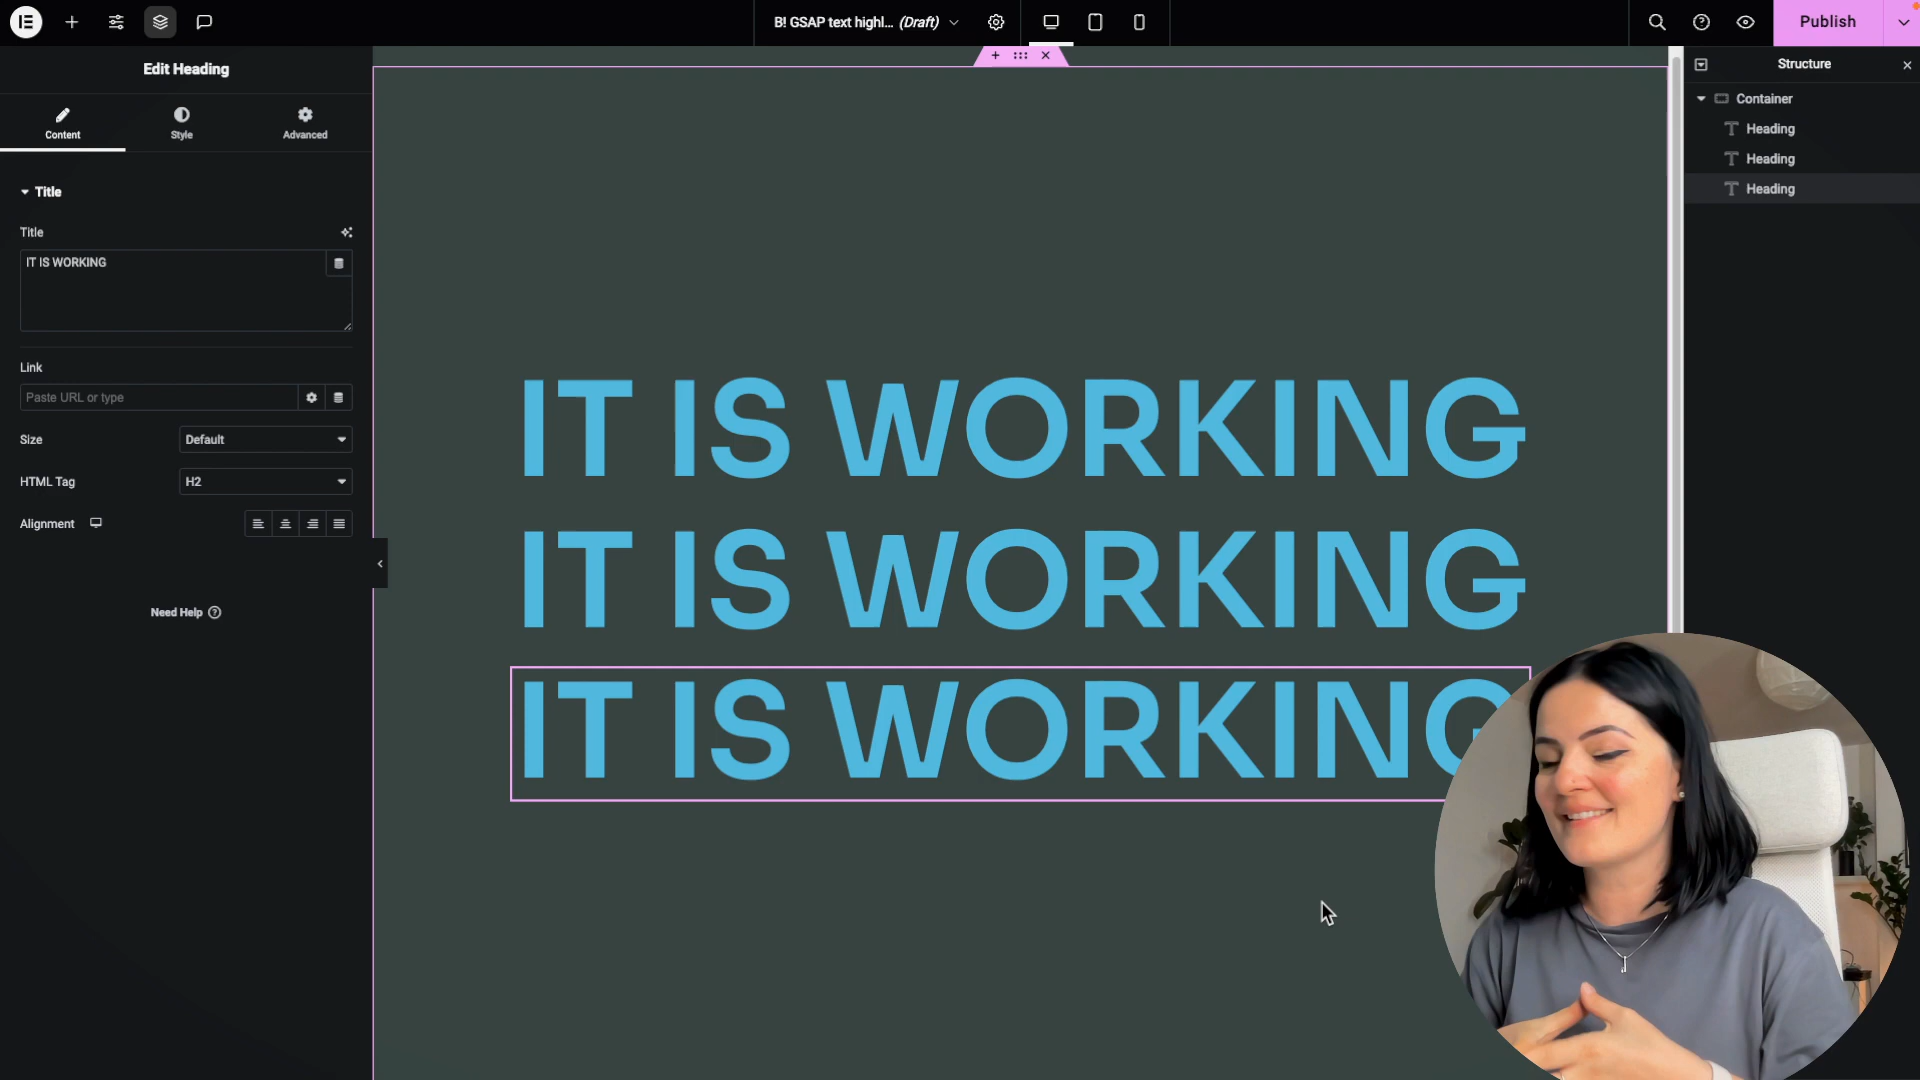 B! GSAP text highl... (Draft)
Publish
Edit Heading
Structure
Content
Style
Advanced
Container
Heading
Heading
Heading
Title
Title
IT IS WORKING
Link
Paste URL or type
Size
Default
HTML Tag
H2
Alignment
Need Help
IT IS WORKING
IT IS WORKING
IT IS WORKING